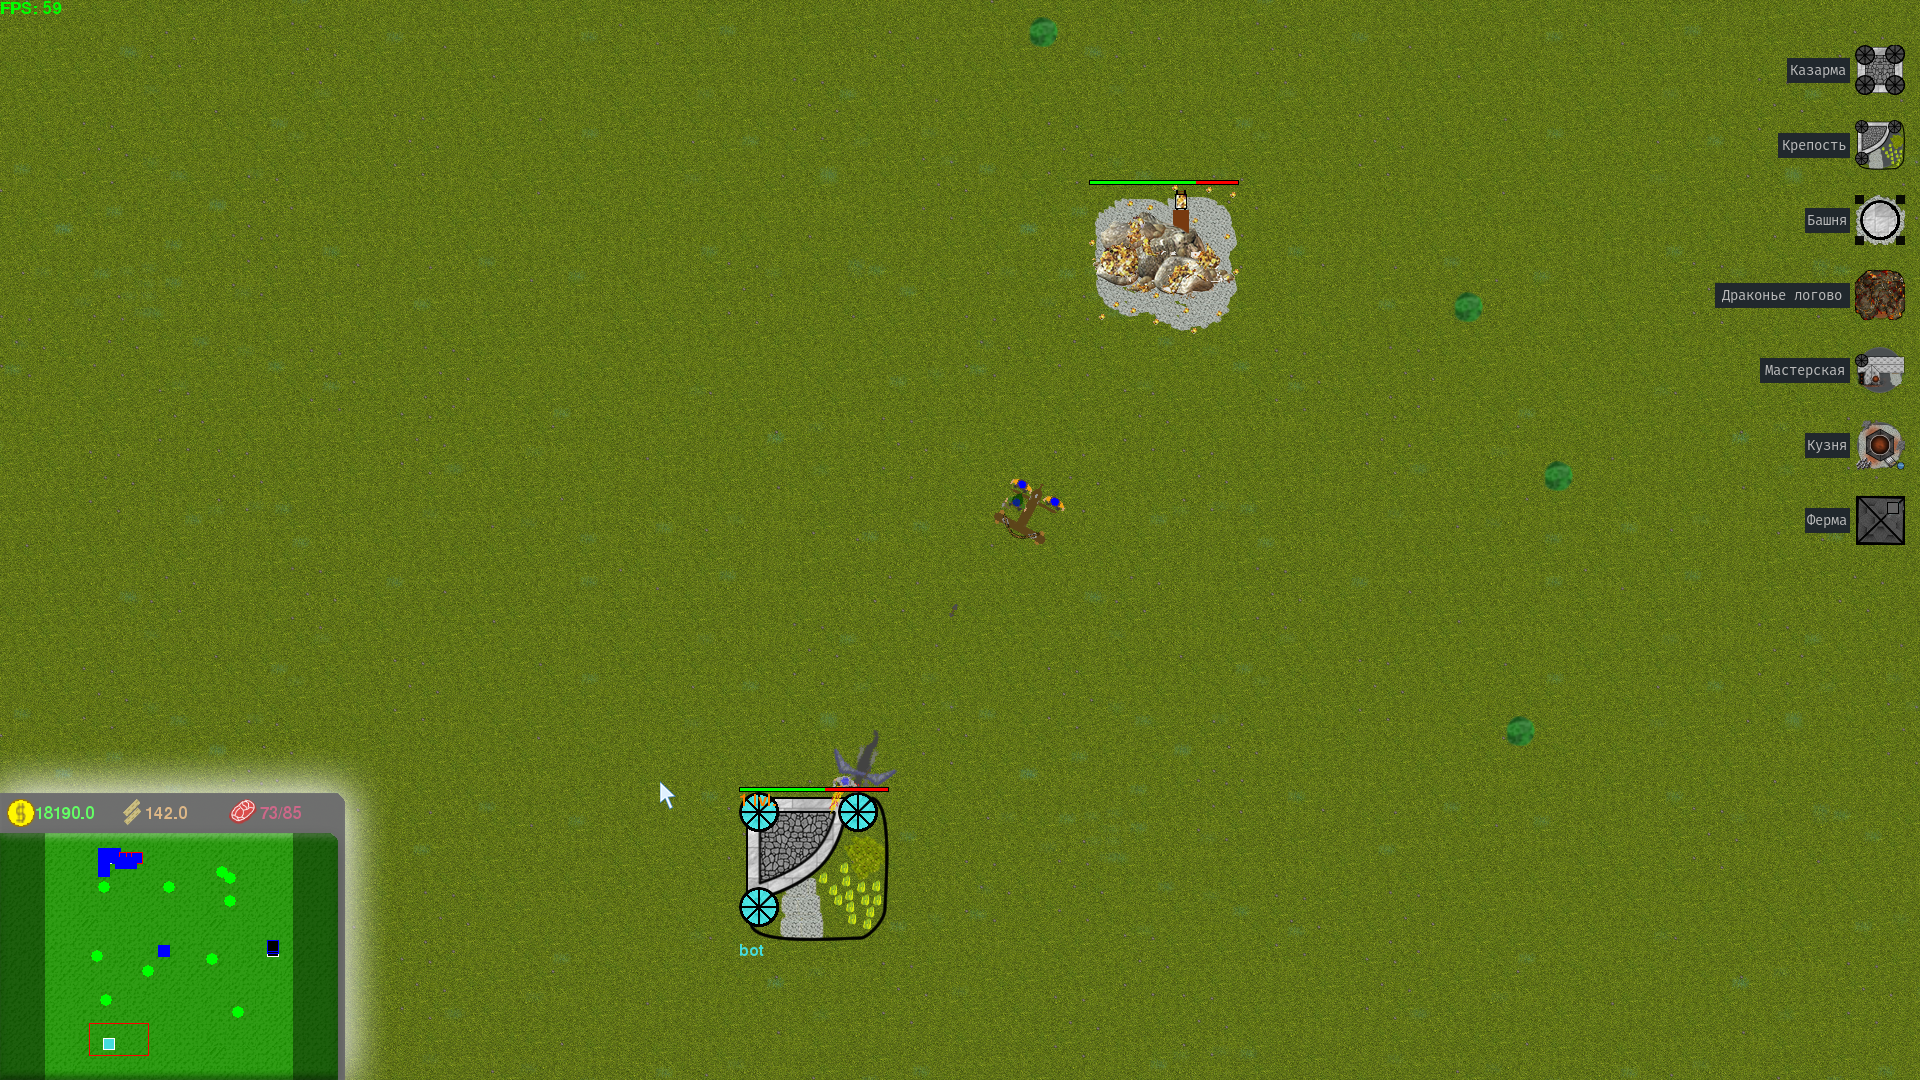 FPS: 59
Казарма
Крепость
Башня
Драконье логово
Мастерская
Кузня
Ферма
18190.0
142.0
73/85
bot